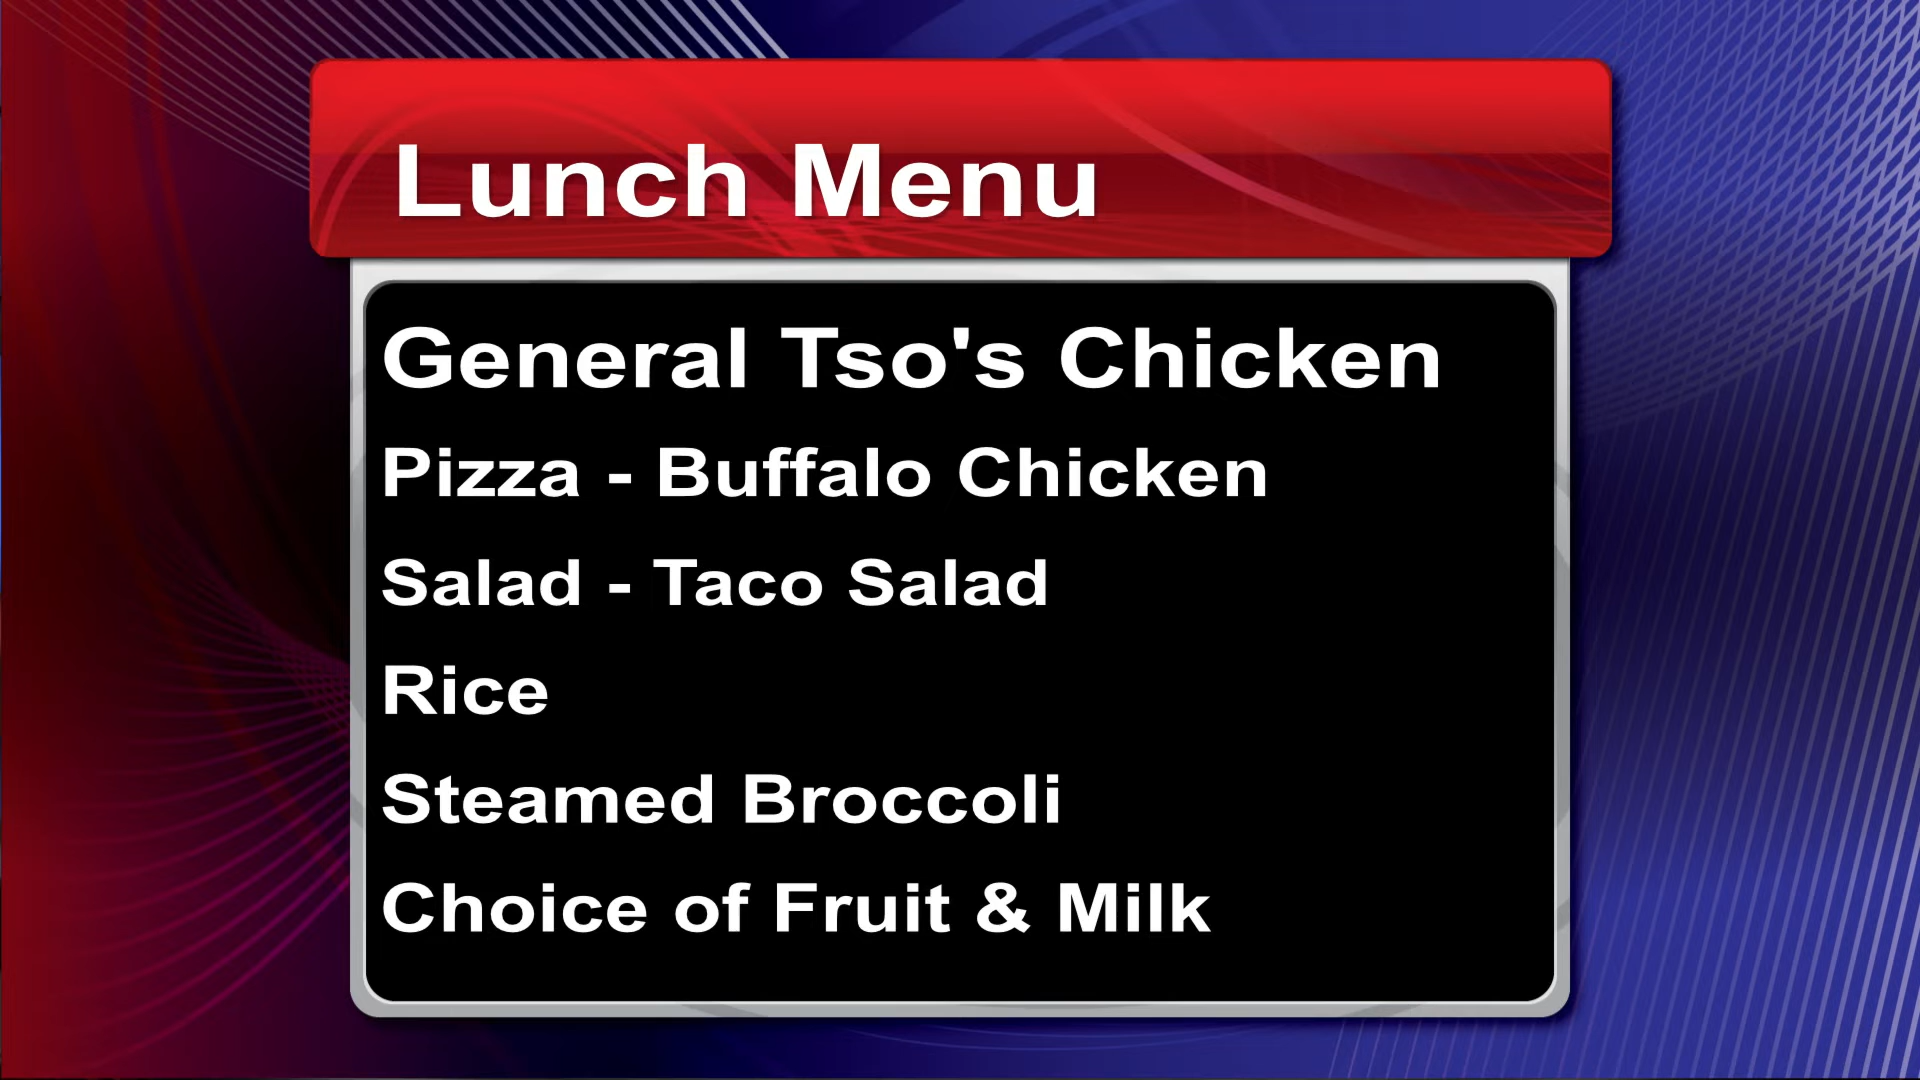 Lunch Menu
General Tso's Chicken
Pizza - Buffalo Chicken
Salad - Taco Salad
Rice
Steamed Broccoli
Choice of Fruit & Milk